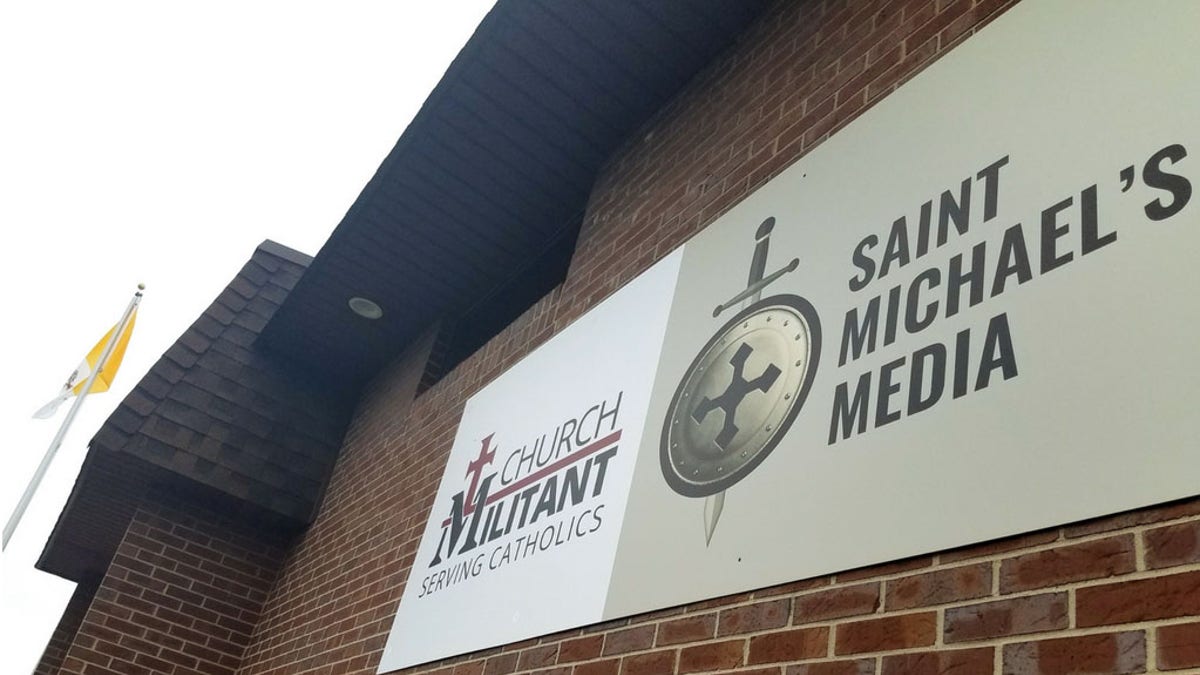 CHURCH
MILITANT
SERVING CATHOLICS
SAINT
MICHAEL'S
MEDIA